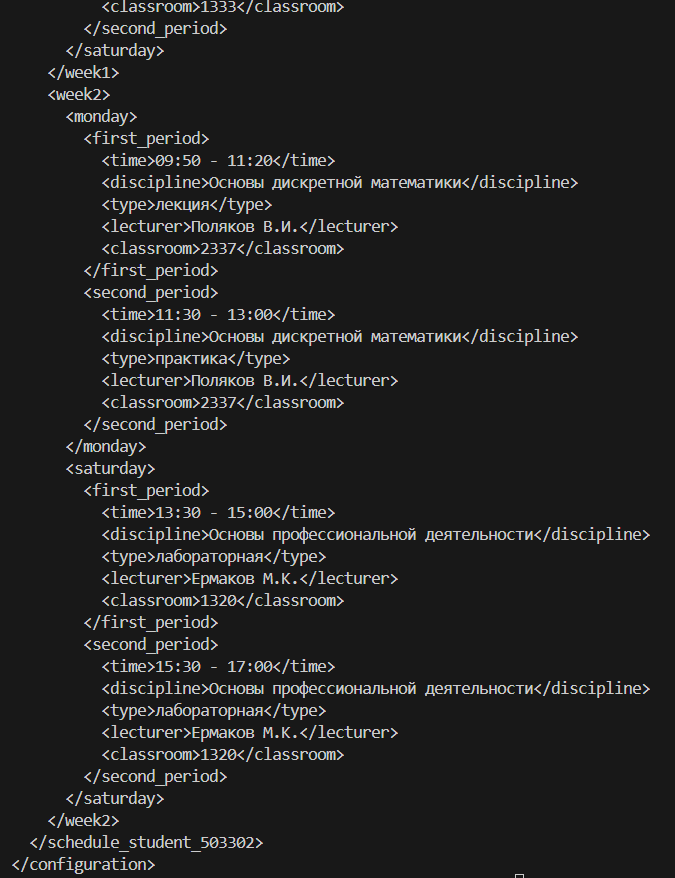 <classroom>1333</classroom>
</second_period>
</saturday>
</week1>
<week2>
<monday>
<first_period>
<time>09:50 - 11:20</time>
<discipline>Основы дискретной математики</discipline>
<type>лекция</type>
<lecturer>Поляков В.И.</lecturer>
<classroom>2337</classroom>
</first_period>
<second_period>
<time>11:30 - 13:00</time>
<discipline>Основы дискретной математики</discipline>
<type>практика</type>
<lecturer>Поляков В.И.</lecturer>
<classroom>2337</classroom>
</second_period>
</monday>
<saturday>
<first_period>
<time>13:30 - 15:00</time>
<discipline>Основы профессиональной деятельности</discipline>
<type>лабораторная</type>
<lecturer>Ермаков М.К.</lecturer>
<classroom>1320</classroom>
</first_period>
<second_period>
<time>15:30 - 17:00</time>
<discipline>Основы профессиональной деятельности</discipline>
<type>лабораторная</type>
<lecturer>Ермаков М.К.</lecturer>
<classroom>1320</classroom>
</second_period>
</saturday>
</week2>
</schedule_student_503302>
</configuration>